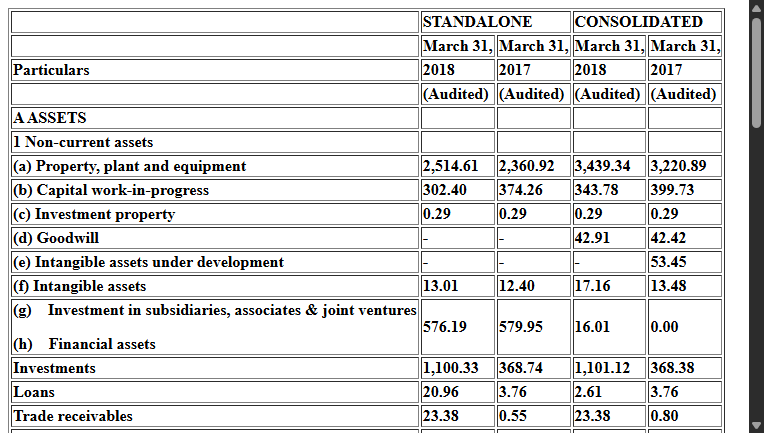 STANDALONE CONSOLIDATED
March 31, March 31, March 31, March 31,
Particulars 2018 2017 2018 2017
(Audited) (Audited) (Audited) (Audited)
A ASSETS
1 Non-current assets
(a) Property, plant and equipment 2,514.61 2,360.92 3,439.34 3,220.89
(b) Capital work-in-progress 302.40 374.26 343.78 399.73
(c) Investment property 0.29 0.29 0.29 0.29
(d) Goodwill - - 42.91 42.42
(e) Intangible assets under development - - - 53.45
(f) Intangible assets 13.01 12.40 17.16 13.48
(g) Investment in subsidiaries, associates & joint ventures
576.19 579.95 16.01 0.00
(h) Financial assets
Investments 1,100.33 368.74 1,101.12 368.38
Loans 20.96 3.76 2.61 3.76
Trade receivables 23.38 0.55 23.38 0.80